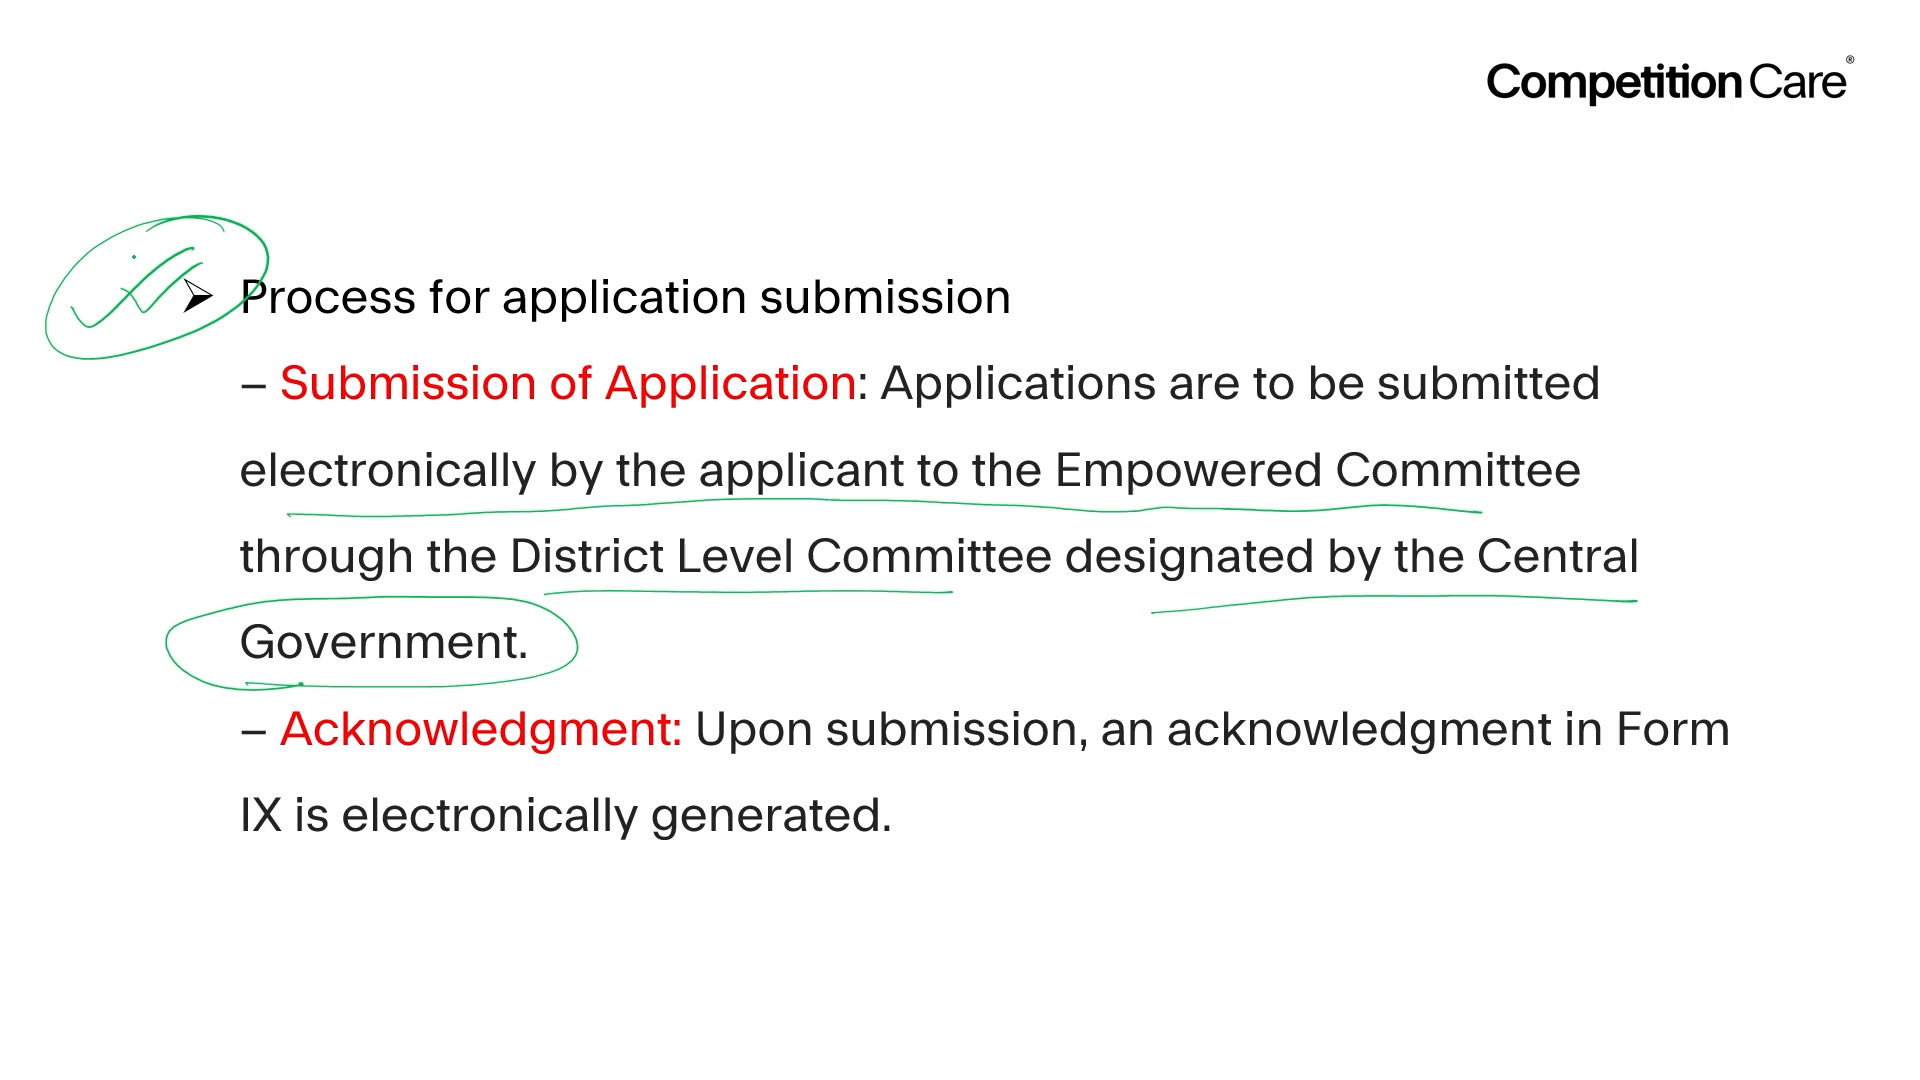 Competition Care®
➢ Process for application submission
– Submission of Application: Applications are to be submitted
electronically by the applicant to the Empowered Committee
through the District Level Committee designated by the Central
Government.
– Acknowledgment: Upon submission, an acknowledgment in Form
IX is electronically generated.